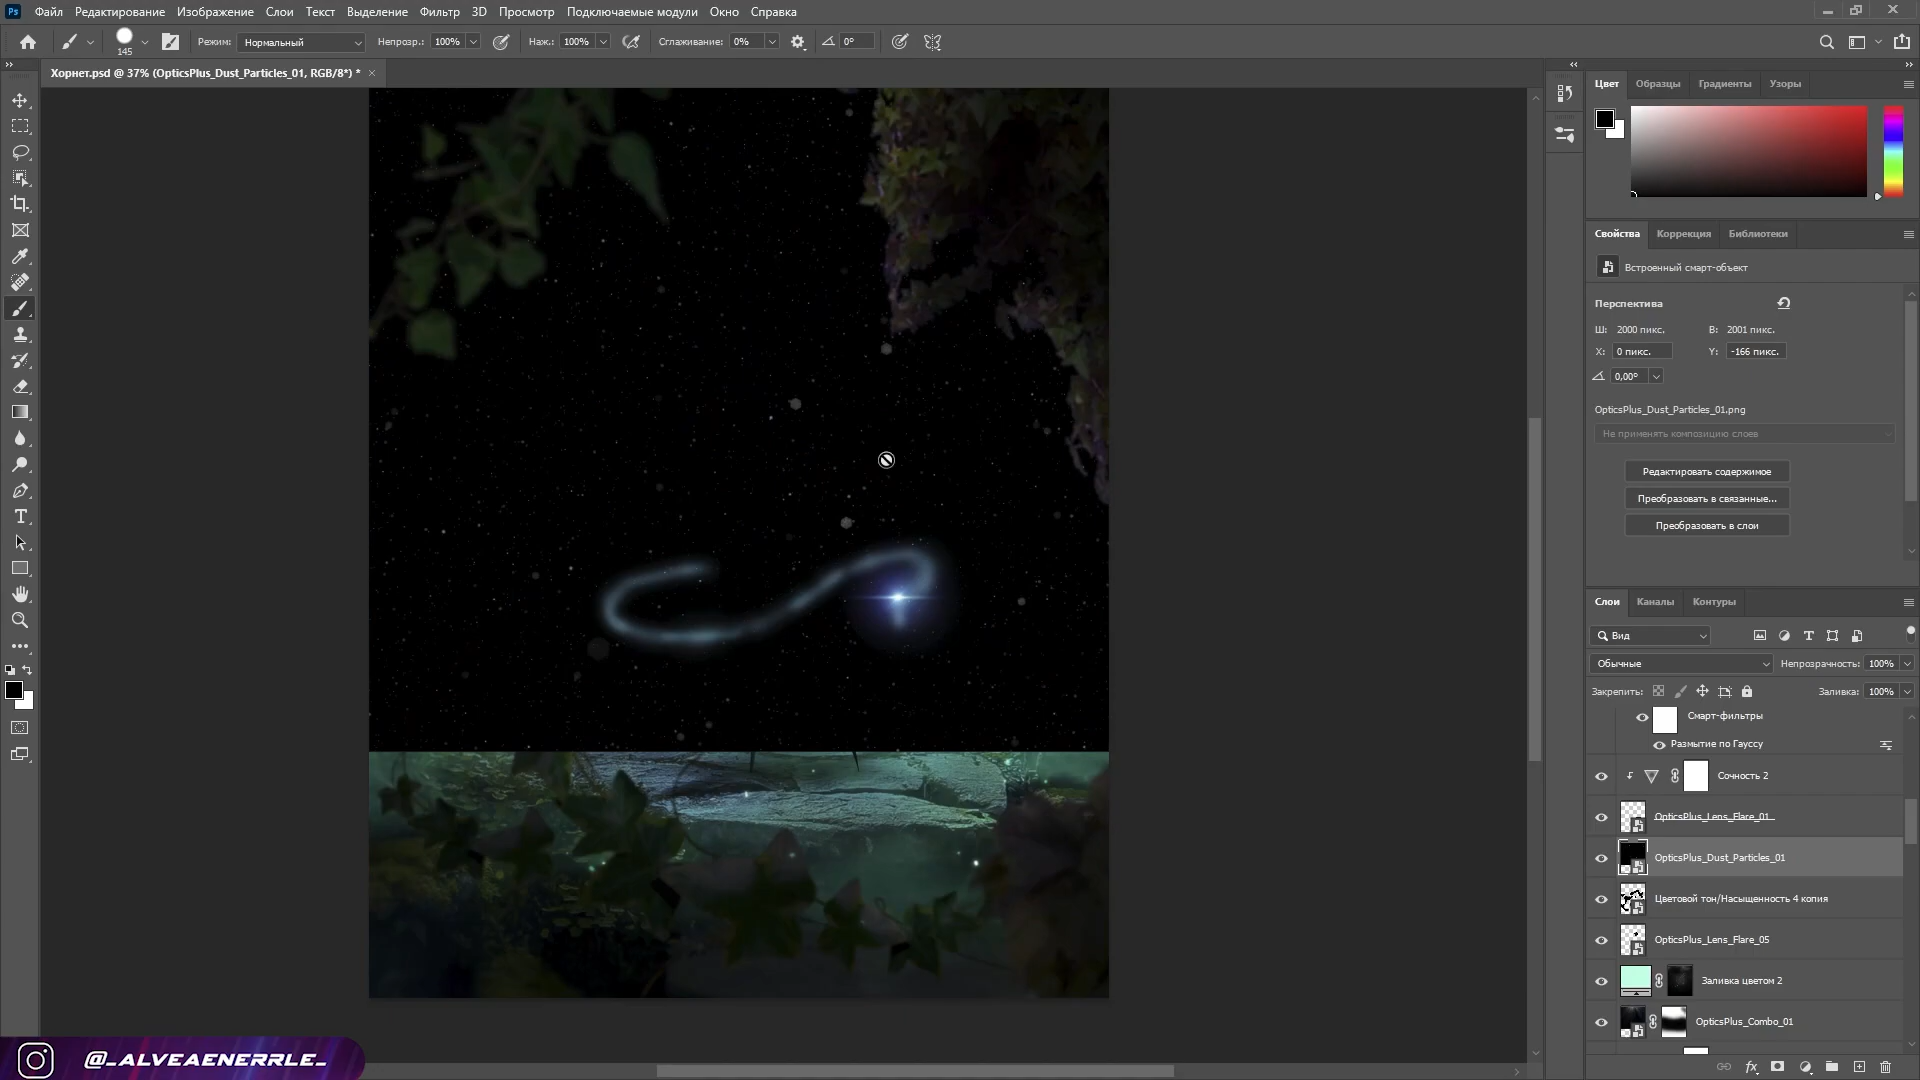 Ps Файл Редактирование Изображение Слои Текст Выделение Фильтр 3D Просмотр Подключаемые модули Окно Справка
145 Режим: Нормальный Непрозр.: 100% Наж.: 100% Сглаживание: 0% 0°
Хорнет.psd @ 37% (OpticsPlus_Dust_Particles_01, RGB/8*) *
Цвет Образцы Градиенты Узоры
Свойства Коррекция Библиотеки
Встроенный смарт-объект
Перспектива
Ш: 2000 пикс. В: 2001 пикс.
X: 0 пикс. Y: -166 пикс.
0,00°
OpticsPlus_Dust_Particles_01.png
Не применять композицию слоев
Редактировать содержимое
Преобразовать в связанные...
Преобразовать в слои
Слои Каналы Контуры
Вид
Обычные Непрозрачность: 100%
Закрепить: Заливка: 100%
Смарт-фильтры
Размытие по Гауссу
Сочность 2
OpticsPlus_Lens_Flare_01
OpticsPlus_Dust_Particles_01
Цветовой тон/Насыщенность 4 копия
OpticsPlus_Lens_Flare_05
Заливка цветом 2
OpticsPlus_Combo_01
@_ALVEAENERRLE_